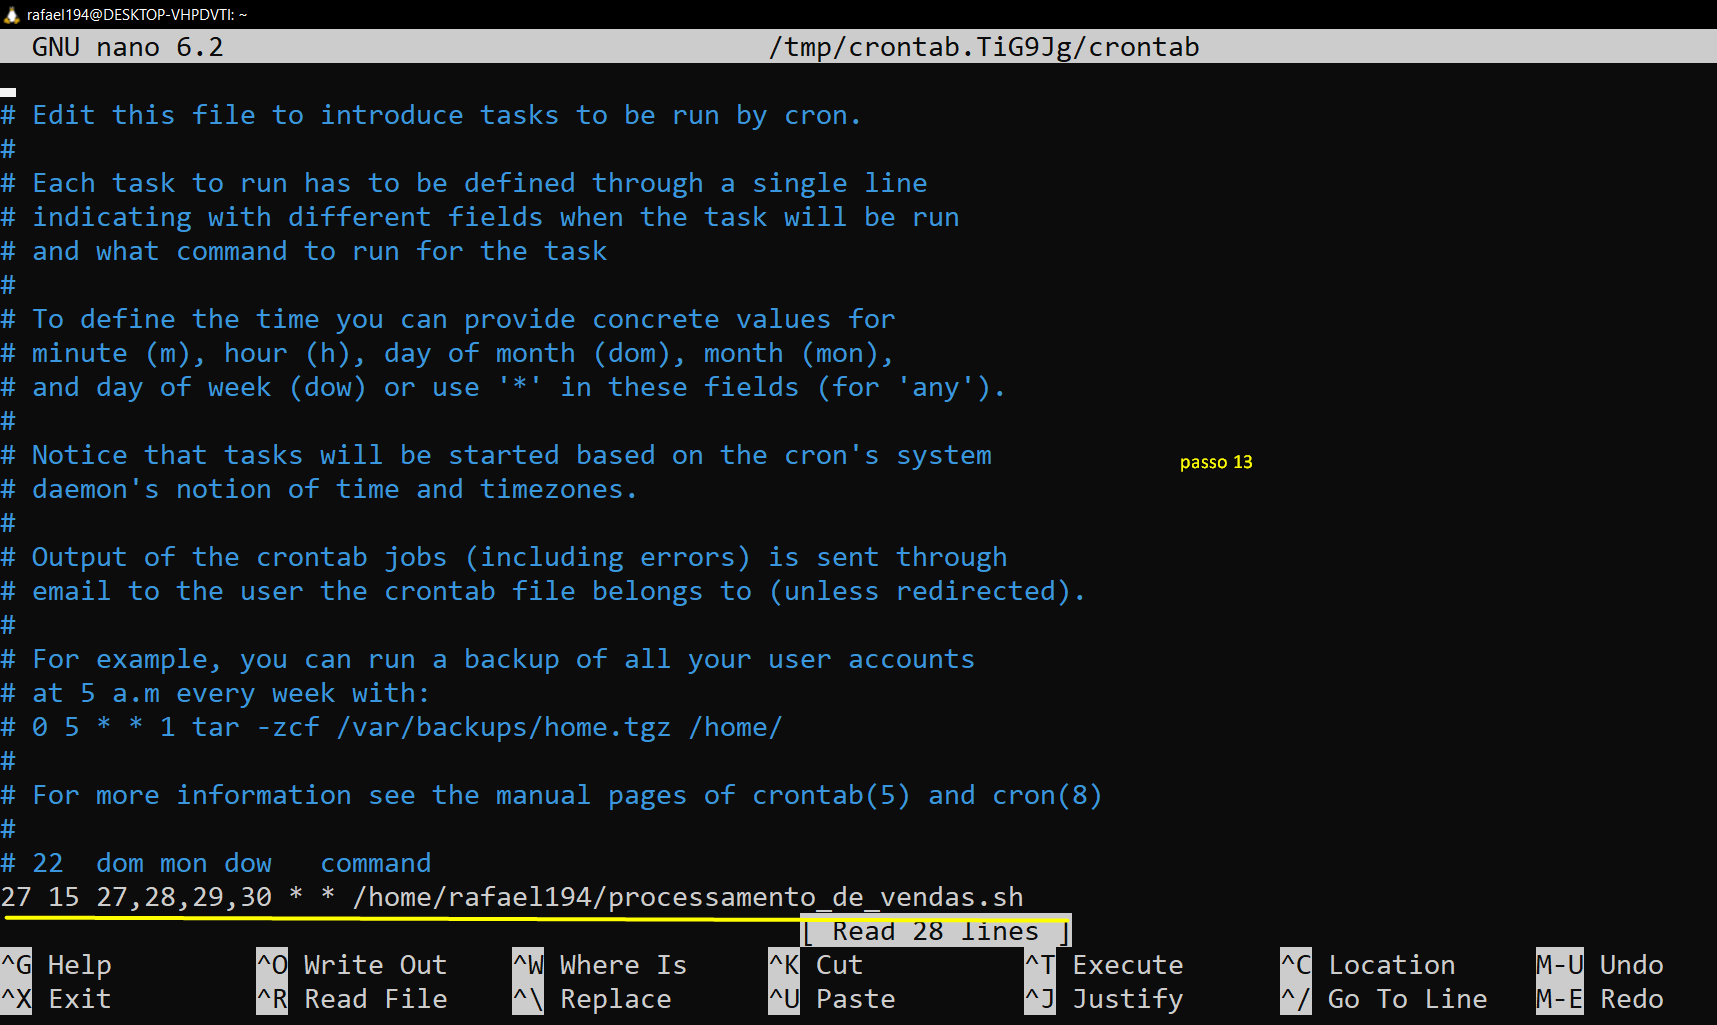 rafael194@DESKTOP-VHPDVTI: ~
GNU nano 6.2 /tmp/crontab.TiG9Jg/crontab
# Edit this file to introduce tasks to be run by cron.
#
# Each task to run has to be defined through a single line
# indicating with different fields when the task will be run
# and what command to run for the task
#
# To define the time you can provide concrete values for
# minute (m), hour (h), day of month (dom), month (mon),
# and day of week (dow) or use '*' in these fields (for 'any').
#
# Notice that tasks will be started based on the cron's system
passo 13
# daemon's notion of time and timezones.
#
# Output of the crontab jobs (including errors) is sent through
# email to the user the crontab file belongs to (unless redirected).
#
# For example, you can run a backup of all your user accounts
# at 5 a.m every week with:
# 0 5 * * 1 tar -zcf /var/backups/home.tgz /home/
#
# For more information see the manual pages of crontab(5) and cron(8)
#
# 22  dom mon dow   command
27 15 27,28,29,30 * * /home/rafael194/processamento_de_vendas.sh
[ Read 28 lines ]
^G Help ^O Write Out ^W Where Is ^K Cut ^T Execute ^C Location M-U Undo
^X Exit ^R Read File ^\ Replace ^U Paste ^J Justify ^/ Go To Line M-E Redo